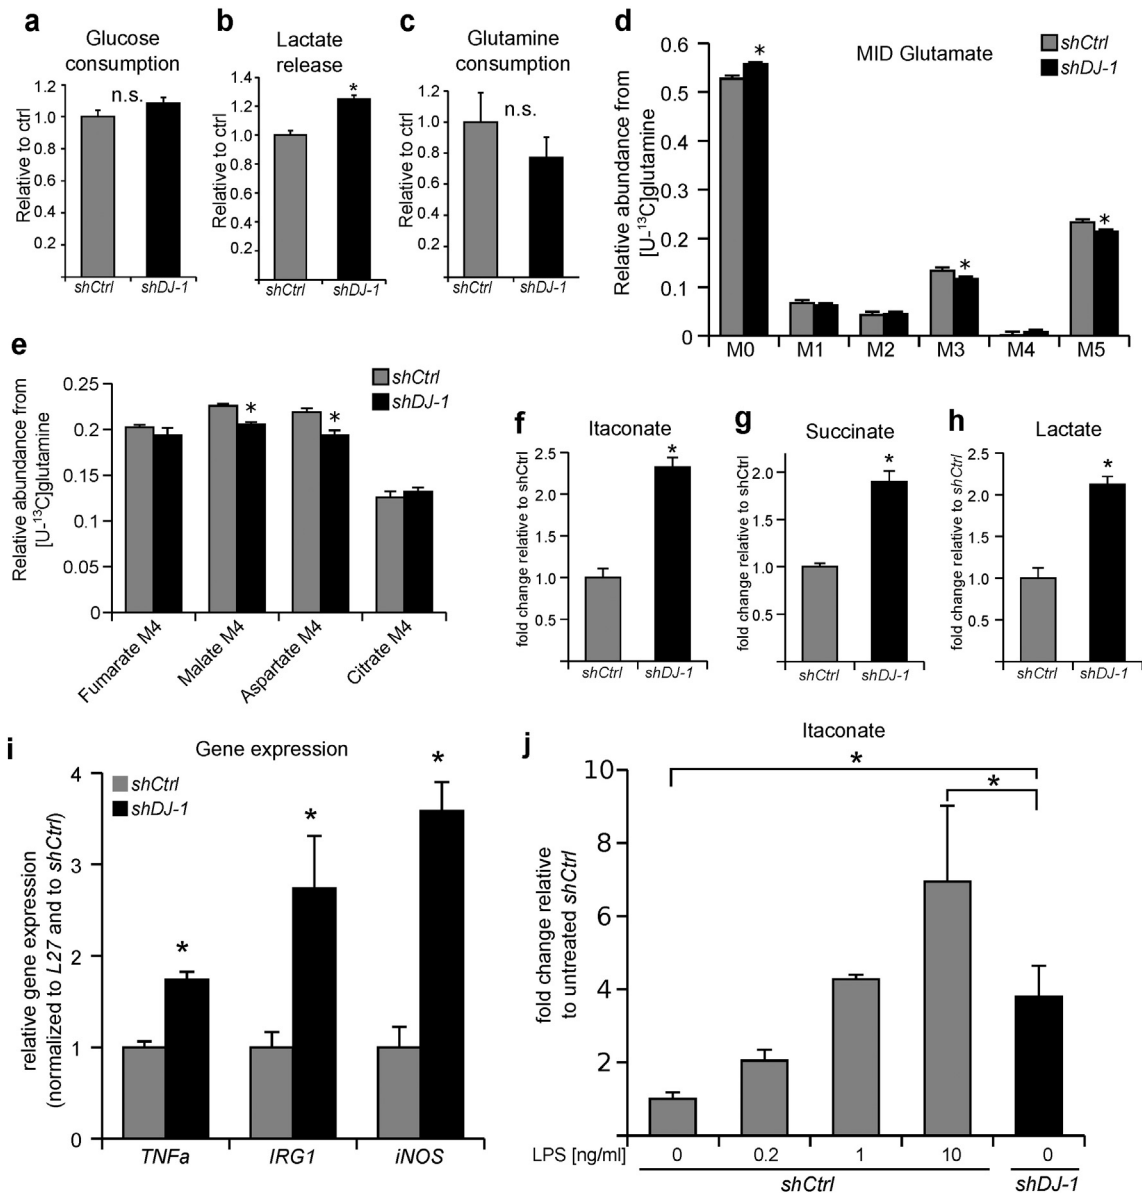 a
Glucose
consumption
Relative to ctrl
1.2
1.0
0.8
0.6
0.4
0.2
n.s.
shCtrl
shDJ-1
b
Lactate
release
Relative to ctrl
1.4
1.2
1.0
0.8
0.6
0.4
0.2
*
shCtrl
shDJ-1
c
Glutamine
consumption
Relative to ctrl
1.2
1.0
0.8
0.6
0.4
0.2
n.s.
shCtrl
shDJ-1
d
MID Glutamate
shCtrl
shDJ-1
Relative abundance from
[U-¹³C]glutamine
0.6
0.5
0.4
0.3
0.2
0.1
0
*
*
*
M0 M1 M2 M3 M4 M5
e
shCtrl
shDJ-1
Relative abundance from
[U-¹³C]glutamine
0.25
0.2
0.15
0.1
0.05
0
*
*
Fumarate M4
Malate M4
Aspartate M4
Citrate M4
f
Itaconate
fold change relative to shCtrl
2.5
2.0
1.5
1.0
0.5
*
shCtrl
shDJ-1
g
Succinate
fold change relative to shCtrl
2.0
1.5
1.0
0.5
*
shCtrl
shDJ-1
h
Lactate
fold change relative to shCtrl
2.5
2.0
1.5
1.0
0.5
*
shCtrl
shDJ-1
i
Gene expression
shCtrl
shDJ-1
relative gene expression
(normalized to L27 and to shCtrl)
4
3
2
1
0
*
*
*
TNFa IRG1 iNOS
j
Itaconate
fold change relative
to untreated shCtrl
10
8
6
4
2
*
*
LPS [ng/ml] 0 0.2 1 10 0
shCtrl shDJ-1